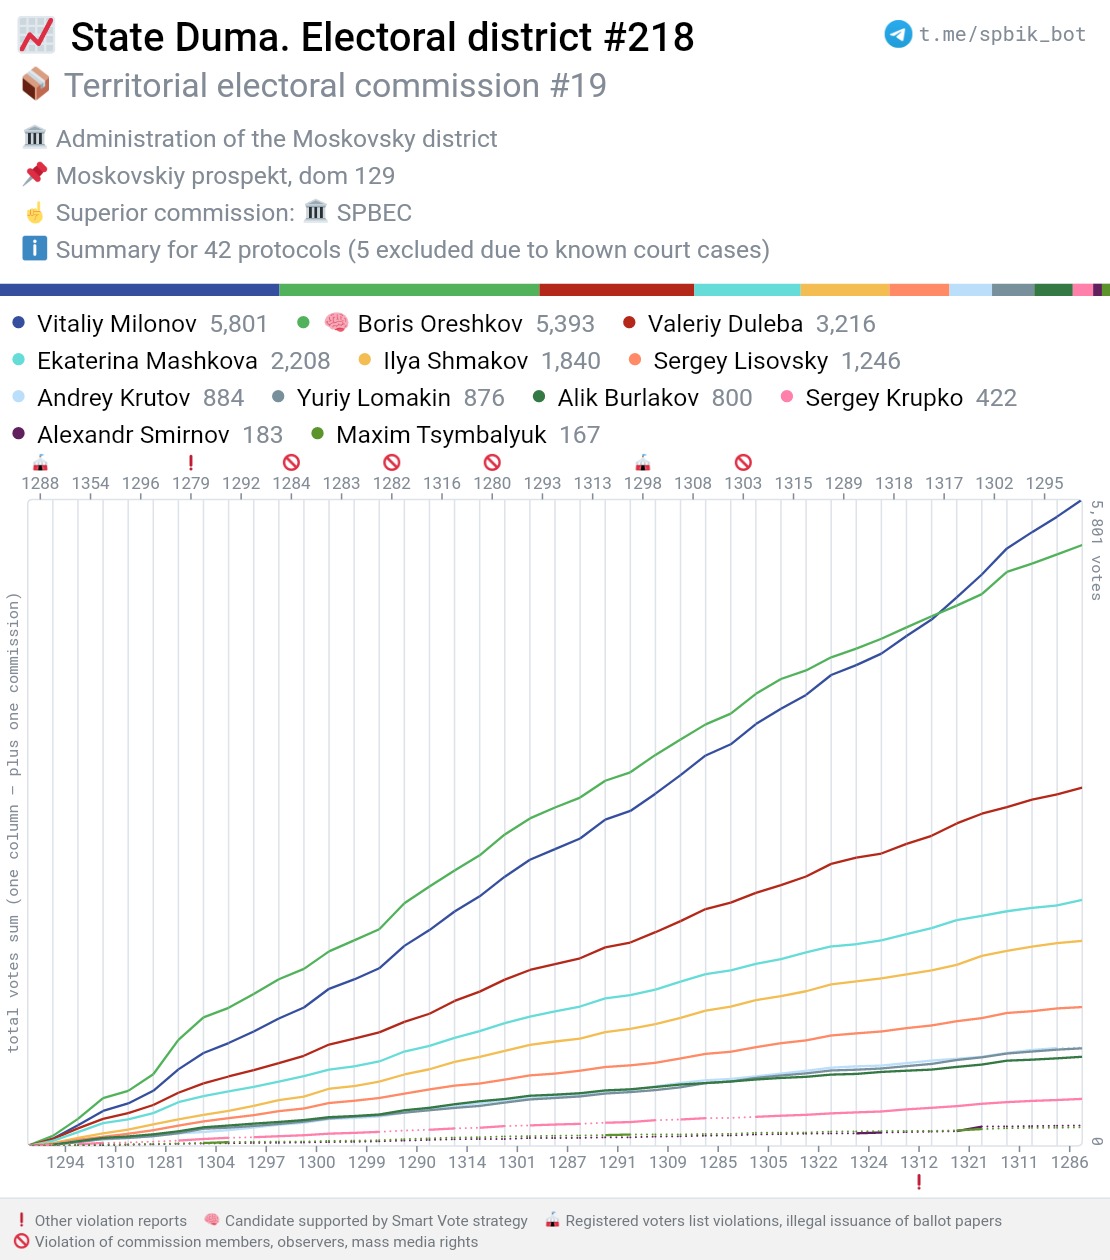 State Duma. Electoral district #218
t.me/spbik_bot
Territorial electoral commission #19
Administration of the Moskovsky district
Moskovskiy prospekt, dom 129
Superior commission: SPBEC
Summary for 42 protocols (5 excluded due to known court cases)
Vitaliy Milonov 5,801 Boris Oreshkov 5,393 Valeriy Duleba 3,216
Ekaterina Mashkova 2,208 Ilya Shmakov 1,840 Sergey Lisovsky 1,246
Andrey Krutov 884 Yuriy Lomakin 876 Alik Burlakov 800 Sergey Krupko 422
Alexandr Smirnov 183 Maxim Tsymbalyuk 167
1288 1354 1296 1279 1292 1284 1283 1282 1316 1280 1293 1313 1298 1308 1303 1315 1289 1318 1317 1302 1295
5,801 votes
total votes sum (one column – plus one commission)
0
1294 1310 1281 1304 1297 1300 1299 1290 1314 1301 1287 1291 1309 1285 1305 1322 1324 1312 1321 1311 1286
Other violation reports Candidate supported by Smart Vote strategy Registered voters list violations, illegal issuance of ballot papers
Violation of commission members, observers, mass media rights